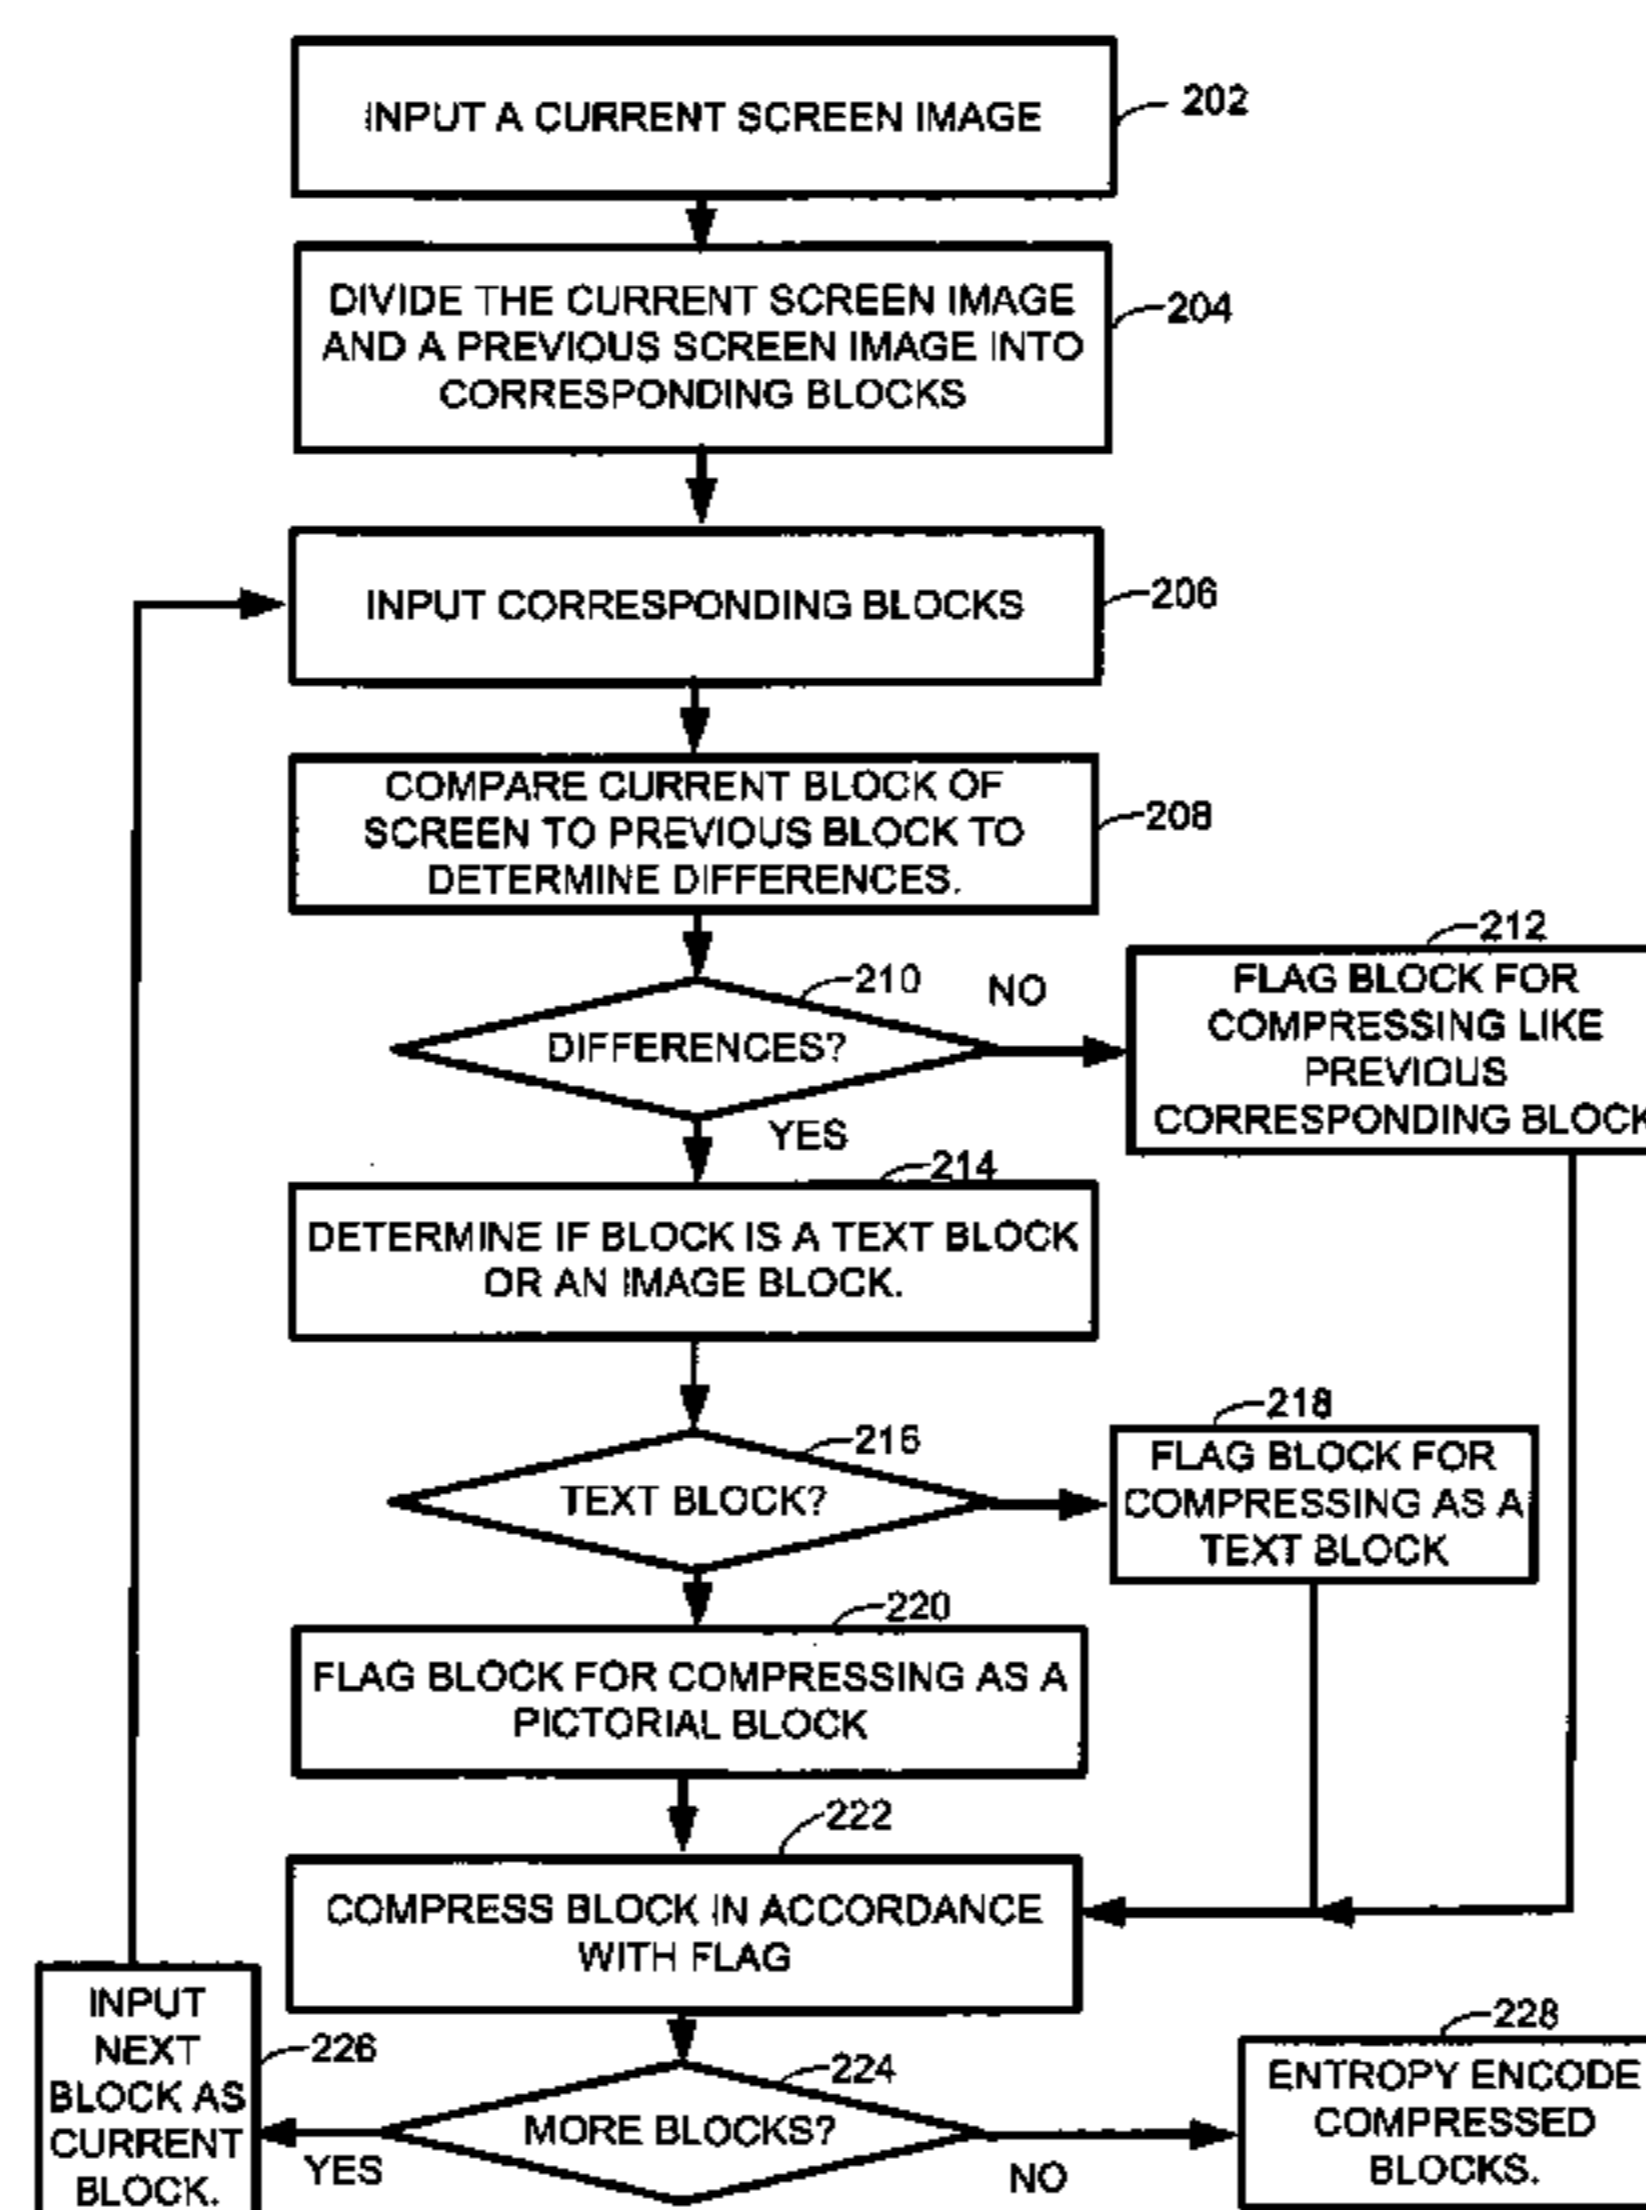 INPUT A CURRENT SCREEN IMAGE
202
DIVIDE THE CURRENT SCREEN IMAGE
AND A PREVIOUS SCREEN IMAGE INTO
CORRESPONDING BLOCKS
204
INPUT CORRESPONDING BLOCKS
206
COMPARE CURRENT BLOCK OF
SCREEN TO PREVIOUS BLOCK TO
DETERMINE DIFFERENCES.
208
DIFFERENCES?
210
NO
212
FLAG BLOCK FOR
COMPRESSING LIKE
PREVIOUS
CORRESPONDING BLOCK
YES
214
DETERMINE IF BLOCK IS A TEXT BLOCK
OR AN IMAGE BLOCK.
TEXT BLOCK?
216
218
FLAG BLOCK FOR
COMPRESSING AS A
TEXT BLOCK
220
FLAG BLOCK FOR COMPRESSING AS A
PICTORIAL BLOCK
222
COMPRESS BLOCK IN ACCORDANCE
WITH FLAG
224
MORE BLOCKS?
YES
INPUT
NEXT
BLOCK AS
CURRENT
BLOCK.
226
NO
228
ENTROPY ENCODE
COMPRESSED
BLOCKS.